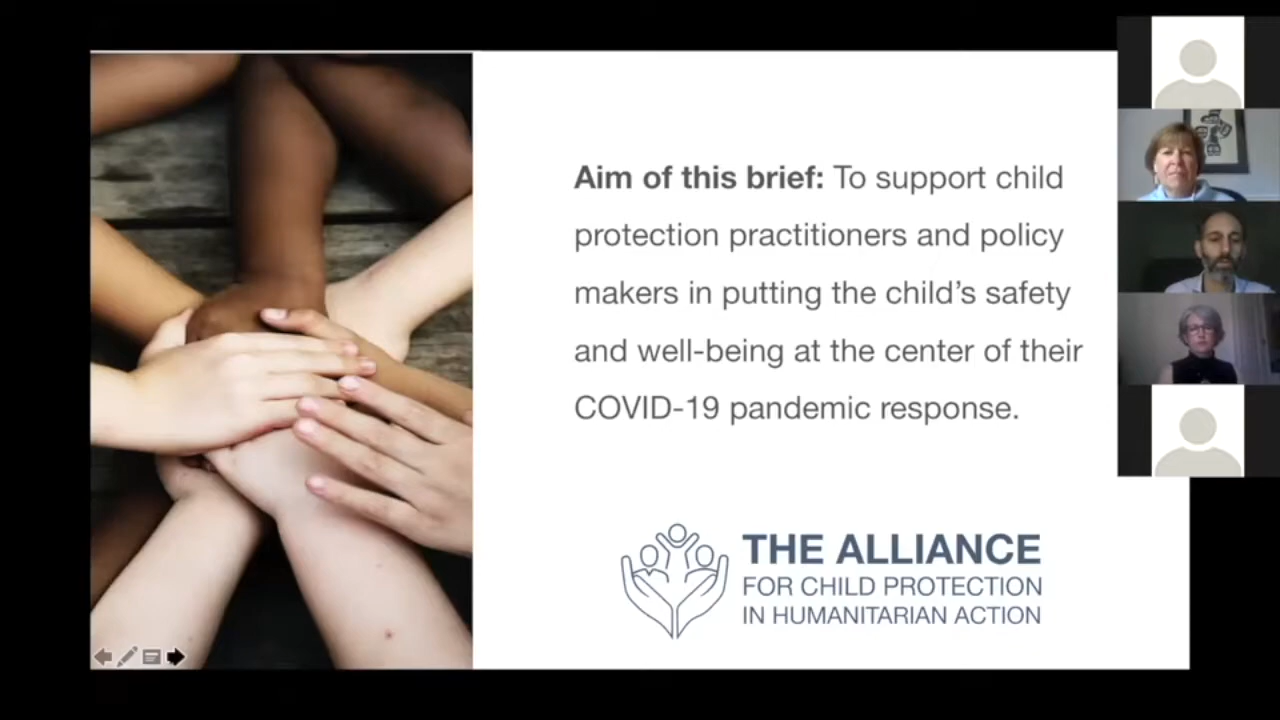 Aim of this brief: To support child
protection practitioners and policy
makers in putting the child’s safety
and well-being at the center of their
COVID-19 pandemic response.
THE ALLIANCE
FOR CHILD PROTECTION
IN HUMANITARIAN ACTION